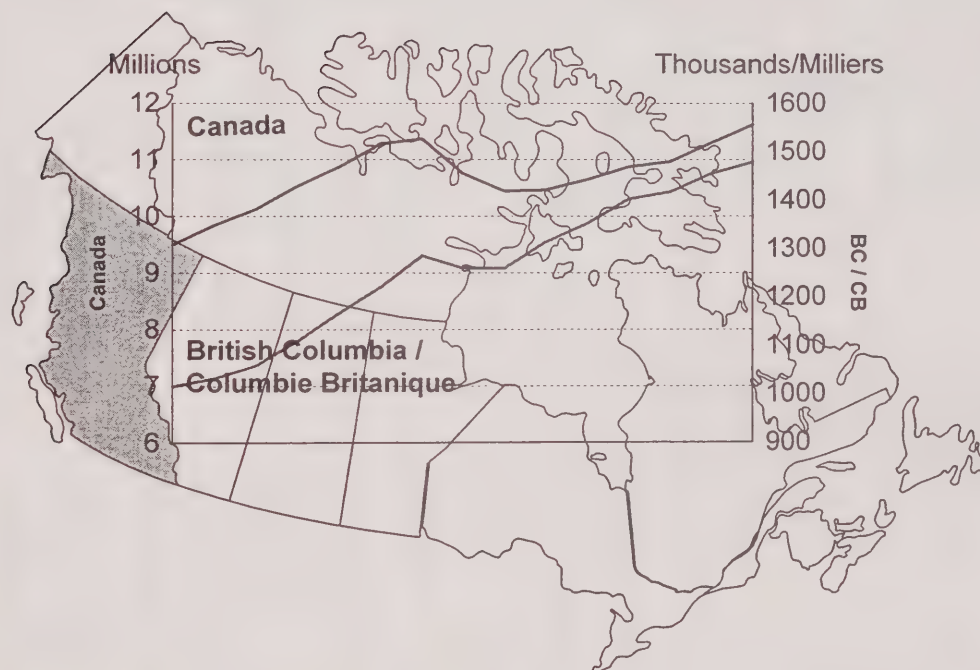 Millions
Thousands/Milliers
12
11
10
9
8
7
6
Canada
Canada
British Columbia /
Columbie Britanique
1600
1500
1400
1300
1200
1100
1000
900
BC / CB